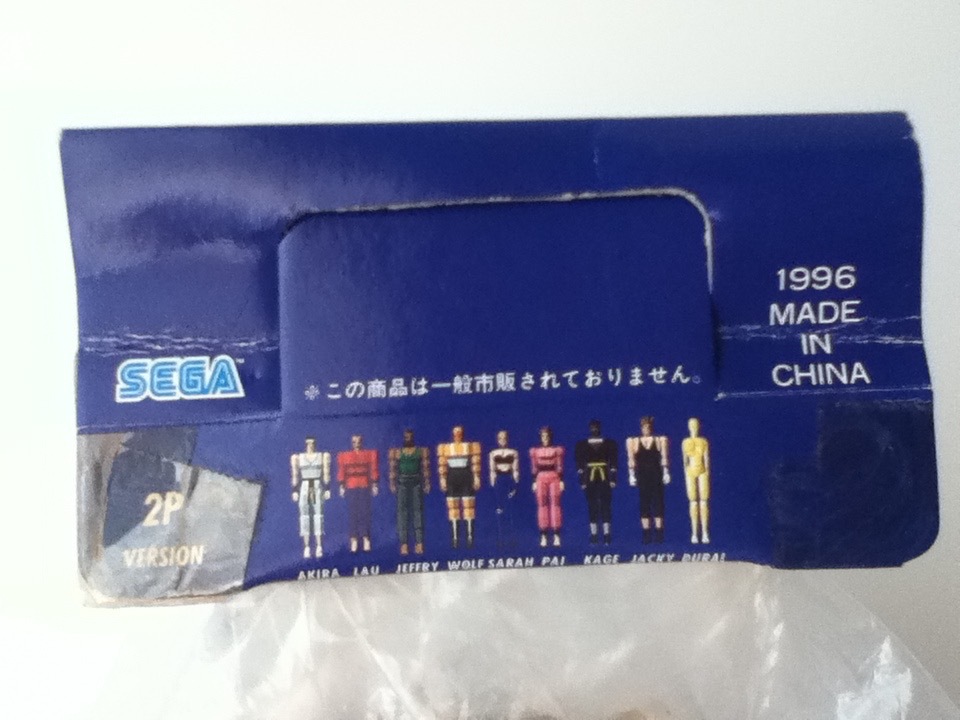 1996
MADE
IN
CHINA
SEGA™
※この商品は一般市販されておりません。
2P
VERSION
AKIRA LAU JEFFRY WOLF SARAH PAI KAGE JACKY DURAL